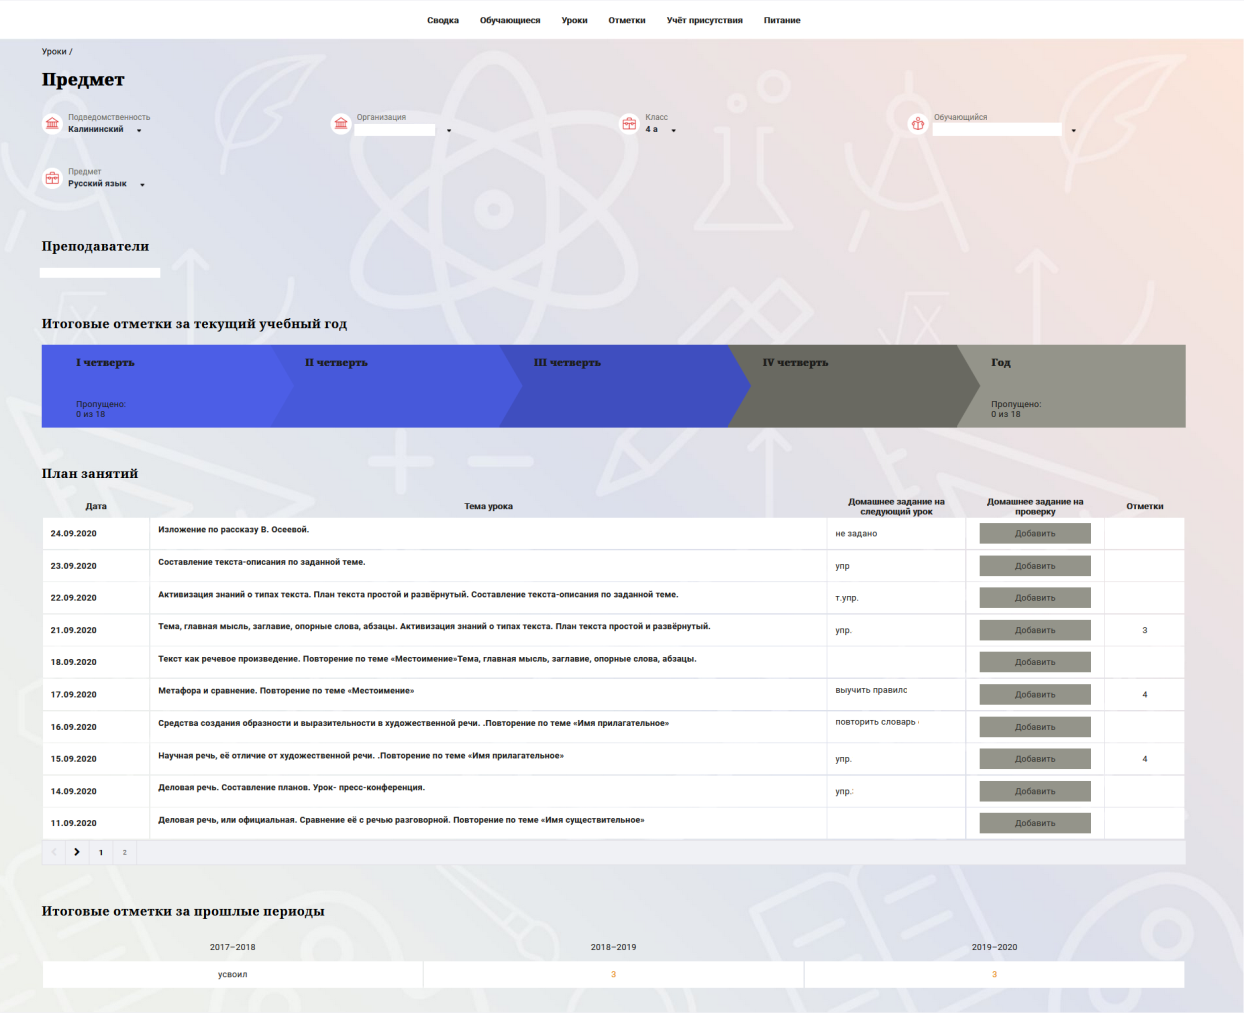 Сводка Обучающиеся Уроки Отметки Учёт присутствия Питание
Уроки /
Предмет
Подведомственность
Калининский
Организация
Класс
4 а
Обучающийся
Предмет
Русский язык
Преподаватели
Итоговые отметки за текущий учебный год
I четверть II четверть III четверть IV четверть Год
Пропущено: Пропущено:
0 из 18 0 из 18
План занятий
Дата Тема урока Домашнее задание на следующий урок Домашнее задание на проверку Отметки
24.09.2020 Изложение по рассказу В. Осеевой. не задано Добавить
23.09.2020 Составление текста-описания по заданной теме. упр Добавить
22.09.2020 Активизация знаний о типах текста. План текста простой и развёрнутый. Составление текста-описания по заданной теме. т.упр. Добавить
21.09.2020 Тема, главная мысль, заглавие, опорные слова, абзацы. Активизация знаний о типах текста. План текста простой и развёрнутый. упр. Добавить 3
18.09.2020 Текст как речевое произведение. Повторение по теме «Местоимение»Тема, главная мысль, заглавие, опорные слова, абзацы. Добавить
17.09.2020 Метафора и сравнение. Повторение по теме «Местоимение» выучить правило Добавить 4
16.09.2020 Средства создания образности и выразительности в художественной речи. .Повторение по теме «Имя прилагательное» повторить словарь Добавить
15.09.2020 Научная речь, её отличие от художественной речи. .Повторение по теме «Имя прилагательное» упр. Добавить 4
14.09.2020 Деловая речь. Составление планов. Урок- пресс-конференция. упр.: Добавить
11.09.2020 Деловая речь, или официальная. Сравнение её с речью разговорной. Повторение по теме «Имя существительное» Добавить
< > 1 2
Итоговые отметки за прошлые периоды
2017–2018 2018–2019 2019–2020
усвоил 3 3